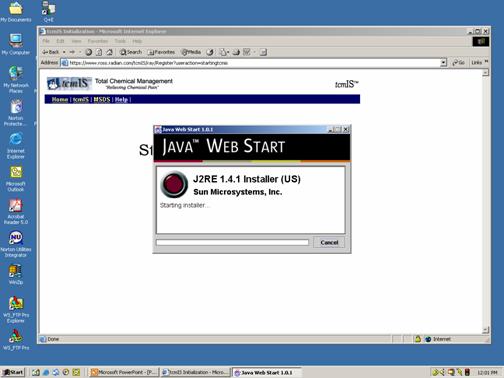 My Documents
Q+E
tcmIS Initialization - Microsoft Internet Explorer
File Edit View Favorites Tools Help
My Computer
Back
Search Favorites Media
Address https://www.ross.radian.com/tcmIS/ray/Register?useraction=startingtcmis Go Links »
My Network Places
tcmIS Total Chemical Management
"Relieving Chemical Pain"
tcmIS™
Home | tcmIS | MSDS | Help |
Norton Protecte...
Java Web Start 1.0.1
JAVA™ WEB START
Internet Explorer
St
J2RE 1.4.1 Installer (US)
Sun Microsystems, Inc.
Starting installer...
Microsoft Outlook
Acrobat Reader 5.0
Cancel
Norton Utilities Integrator
WinZip
WS_FTP Pro Explorer
WS_FTP Pro
Done Internet
Start Microsoft PowerPoint - [P... tcmIS Initialization - Micro... Java Web Start 1.0.1 12:01 PM